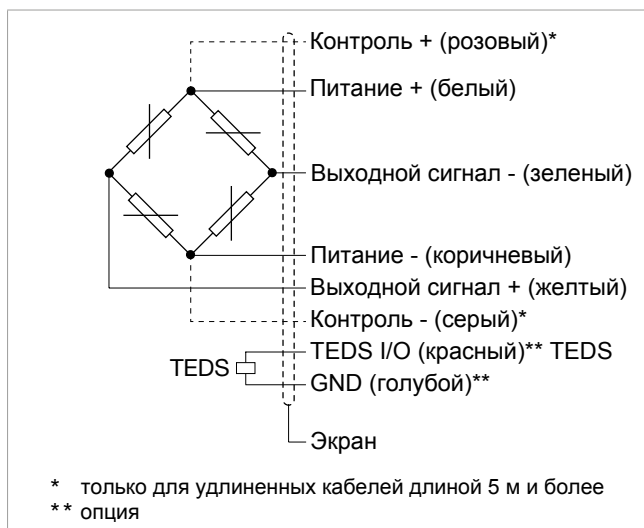 Контроль + (розовый)*
Питание + (белый)
Выходной сигнал - (зеленый)
Питание - (коричневый)
Выходной сигнал + (желтый)
Контроль - (серый)*
TEDS I/O (красный)** TEDS
TEDS
GND (голубой)**
Экран
* только для удлиненных кабелей длиной 5 м и более
** опция